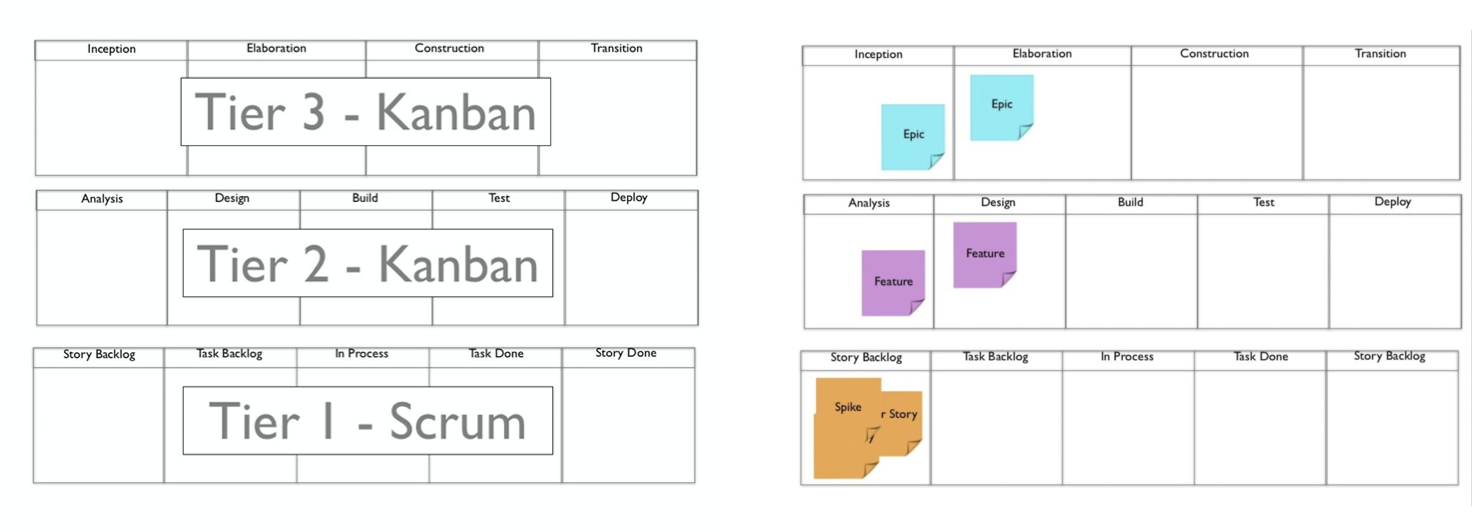 Inception Elaboration Construction Transition
Tier 3 - Kanban
Analysis Design Build Test Deploy
Tier 2 - Kanban
Story Backlog Task Backlog In Process Task Done Story Done
Tier 1 - Scrum
Inception Elaboration Construction Transition
Epic
Epic
Analysis Design Build Test Deploy
Feature
Feature
Story Backlog Task Backlog In Process Task Done Story Backlog
Spike
r Story